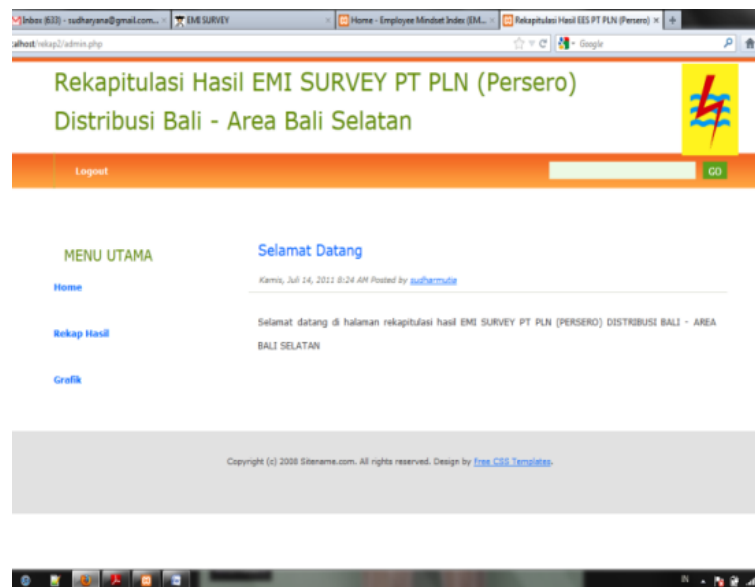 Inbox (633) - sudharyana@gmail.com...
EMI SURVEY
Home - Employee Mindset Index (EM...
Rekapitulasi Hasil EES PT PLN (Persero)
alhost/rekap2/admin.php
Google
Rekapitulasi Hasil EMI SURVEY PT PLN (Persero)
Distribusi Bali - Area Bali Selatan
Logout
GO
MENU UTAMA
Home
Rekap Hasil
Grafik
Selamat Datang
Kamis, Juli 14, 2011 8:24 AM Posted by sudharmutia
Selamat datang di halaman rekapitulasi hasil EMI SURVEY PT PLN (PERSERO) DISTRIBUSI BALI - AREA
BALI SELATAN
Copyright (c) 2008 Sitename.com. All rights reserved. Design by Free CSS Templates.
IN